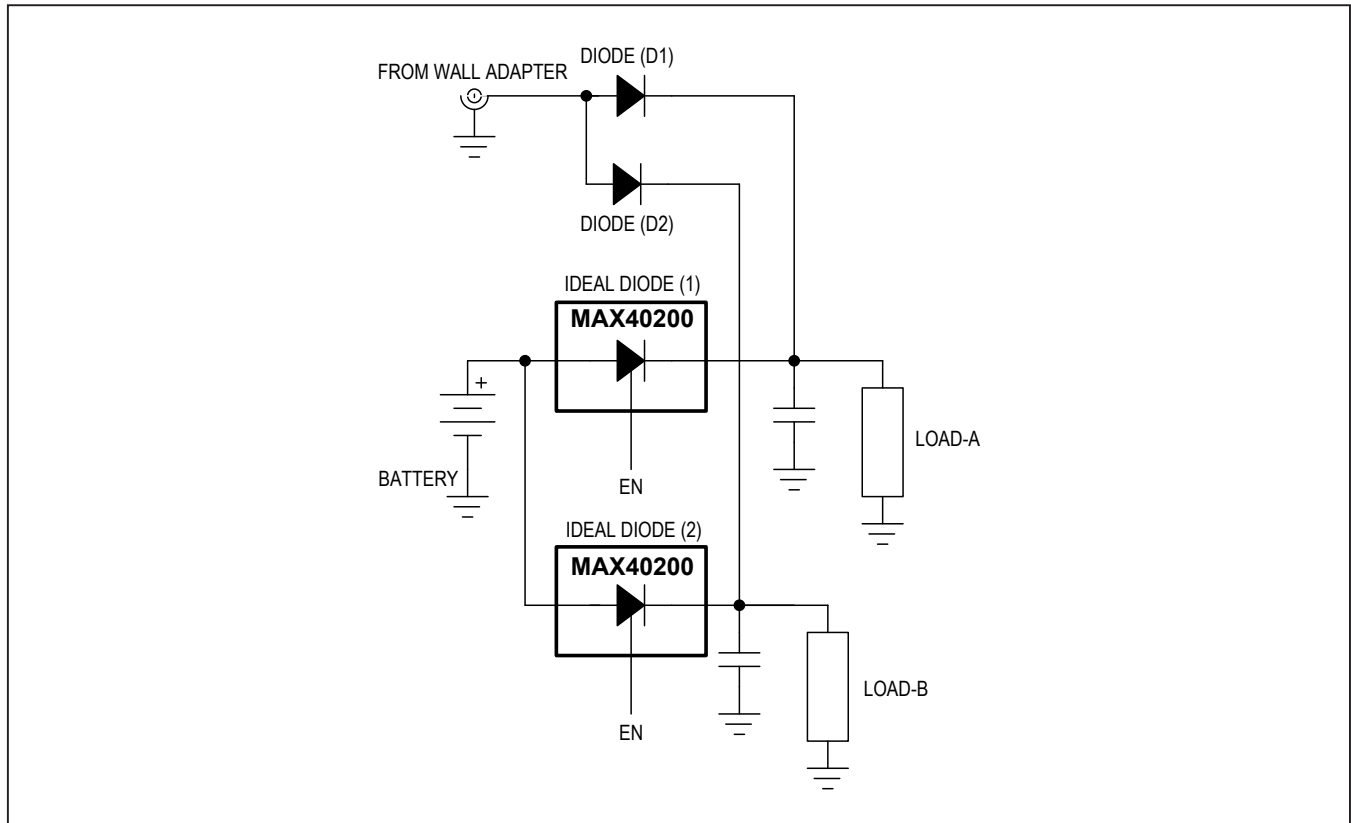 DIODE (D1)
FROM WALL ADAPTER
DIODE (D2)
IDEAL DIODE (1)
MAX40200
+
BATTERY
EN
LOAD-A
IDEAL DIODE (2)
MAX40200
EN
LOAD-B